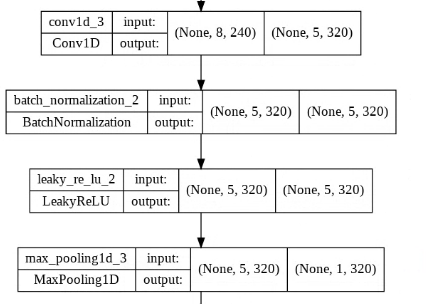 conv1d_3 input: (None, 8, 240) (None, 5, 320)
Conv1D output:
batch_normalization_2 input: (None, 5, 320) (None, 5, 320)
BatchNormalization output:
leaky_re_lu_2 input: (None, 5, 320) (None, 5, 320)
LeakyReLU output:
max_pooling1d_3 input: (None, 5, 320) (None, 1, 320)
MaxPooling1D output: